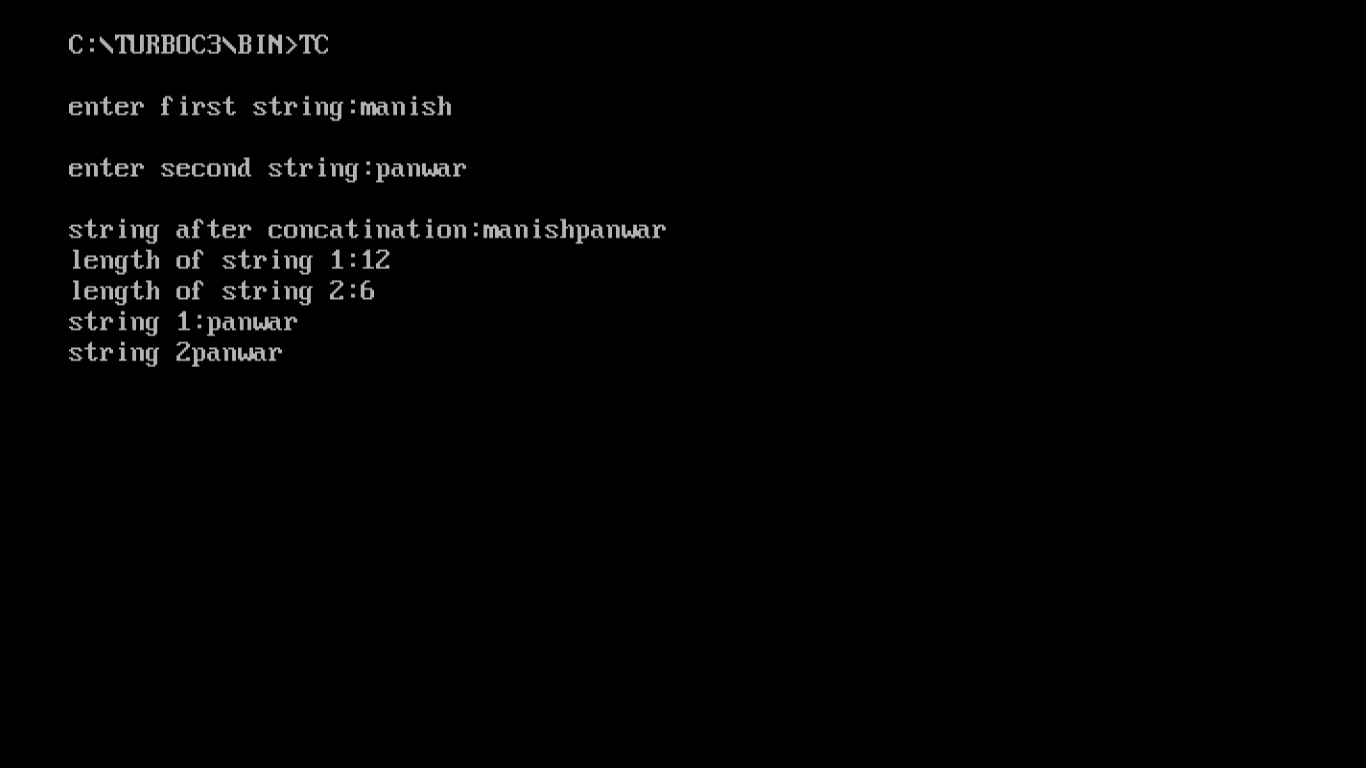 C:\TURBOC3\BIN>TC
enter first string:manish
enter second string:panwar
string after concatination:manishpanwar
length of string 1:12
length of string 2:6
string 1:panwar
string 2panwar